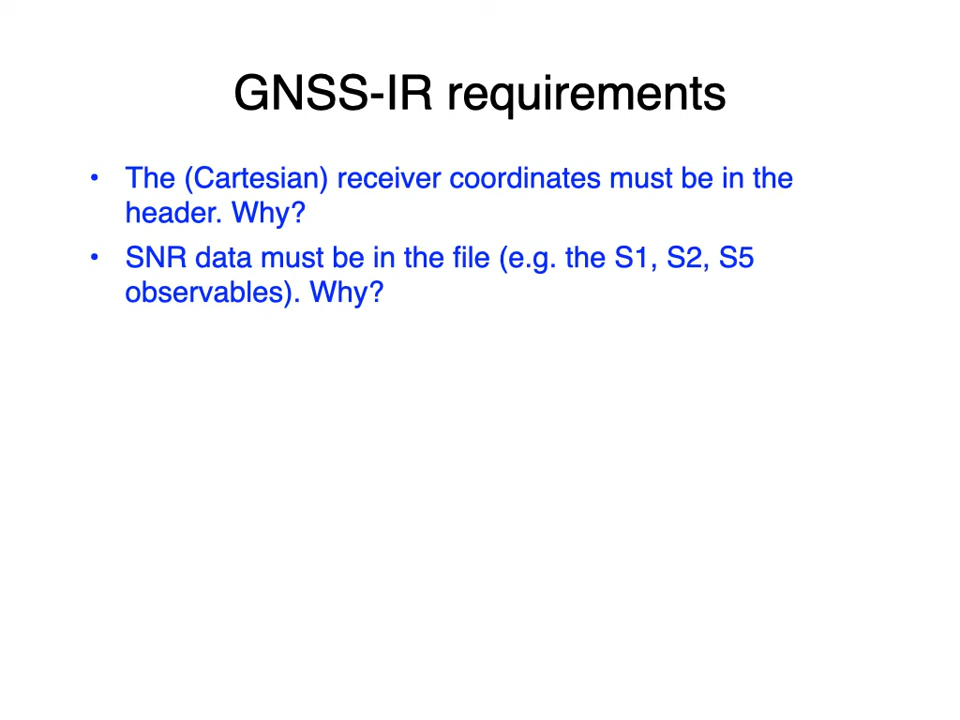 GNSS-IR requirements
• The (Cartesian) receiver coordinates must be in the
header. Why?
• SNR data must be in the file (e.g. the S1, S2, S5
observables). Why?